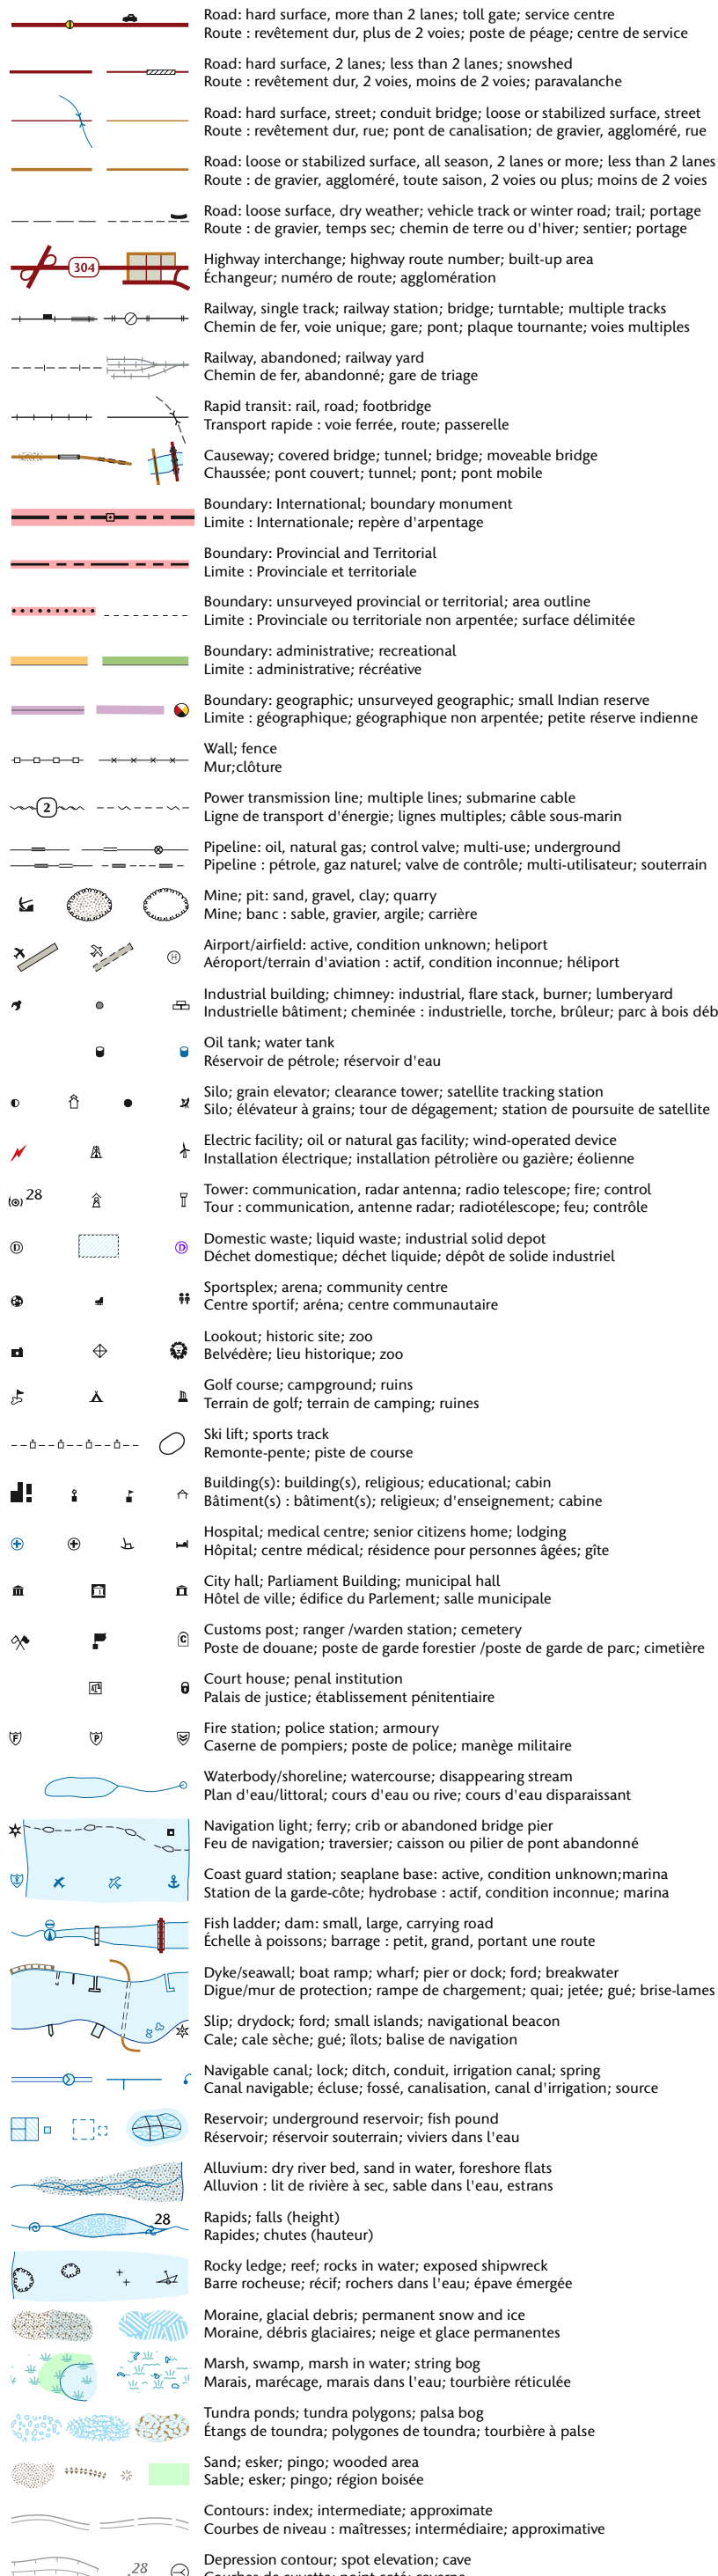 Road: hard surface, more than 2 lanes; toll gate; service centre
Route : revêtement dur, plus de 2 voies; poste de péage; centre de service
Road: hard surface, 2 lanes; less than 2 lanes; snowshed
Route : revêtement dur, 2 voies, moins de 2 voies; paravalanche
Road: hard surface, street; conduit bridge; loose or stabilized surface, street
Route : revêtement dur, rue; pont de canalisation; de gravier, aggloméré, rue
Road: loose or stabilized surface, all season, 2 lanes or more; less than 2 lanes
Route : de gravier, aggloméré, toute saison, 2 voies ou plus; moins de 2 voies
Road: loose surface, dry weather; vehicle track or winter road; trail; portage
Route : de gravier, temps sec; chemin de terre ou d'hiver; sentier; portage
304
Highway interchange; highway route number; built-up area
Échangeur; numéro de route; agglomération
Railway, single track; railway station; bridge; turntable; multiple tracks
Chemin de fer, voie unique; gare; pont; plaque tournante; voies multiples
Railway, abandoned; railway yard
Chemin de fer, abandonné; gare de triage
Rapid transit: rail, road; footbridge
Transport rapide : voie ferrée, route; passerelle
Causeway; covered bridge; tunnel; bridge; moveable bridge
Chaussée; pont couvert; tunnel; pont; pont mobile
Boundary: International; boundary monument
Limite : Internationale; repère d'arpentage
Boundary: Provincial and Territorial
Limite : Provinciale et territoriale
Boundary: unsurveyed provincial or territorial; area outline
Limite : Provinciale ou territoriale non arpentée; surface délimitée
Boundary: administrative; recreational
Limite : administrative; récréative
Boundary: geographic; unsurveyed geographic; small Indian reserve
Limite : géographique; géographique non arpentée; petite réserve indienne
Wall; fence
Mur;clôture
2
Power transmission line; multiple lines; submarine cable
Ligne de transport d'énergie; lignes multiples; câble sous-marin
Pipeline: oil, natural gas; control valve; multi-use; underground
Pipeline : pétrole, gaz naturel; valve de contrôle; multi-utilisateur; souterrain
Mine; pit: sand, gravel, clay; quarry
Mine; banc : sable, gravier, argile; carrière
H
Airport/airfield: active, condition unknown; heliport
Aéroport/terrain d'aviation : actif, condition inconnue; héliport
Industrial building; chimney: industrial, flare stack, burner; lumberyard
Industrielle bâtiment; cheminée : industrielle, torche, brûleur; parc à bois déb
Oil tank; water tank
Réservoir de pétrole; réservoir d'eau
Silo; grain elevator; clearance tower; satellite tracking station
Silo; élévateur à grains; tour de dégagement; station de poursuite de satellite
Electric facility; oil or natural gas facility; wind-operated device
Installation électrique; installation pétrolière ou gazière; éolienne
28
Tower: communication, radar antenna; radio telescope; fire; control
Tour : communication, antenne radar; radiotélescope; feu; contrôle
D D
Domestic waste; liquid waste; industrial solid depot
Déchet domestique; déchet liquide; dépôt de solide industriel
Sportsplex; arena; community centre
Centre sportif; aréna; centre communautaire
Lookout; historic site; zoo
Belvédère; lieu historique; zoo
Golf course; campground; ruins
Terrain de golf; terrain de camping; ruines
Ski lift; sports track
Remonte-pente; piste de course
Building(s): building(s), religious; educational; cabin
Bâtiment(s) : bâtiment(s); religieux; d'enseignement; cabine
Hospital; medical centre; senior citizens home; lodging
Hôpital; centre médical; résidence pour personnes âgées; gîte
City hall; Parliament Building; municipal hall
Hôtel de ville; édifice du Parlement; salle municipale
C
Customs post; ranger /warden station; cemetery
Poste de douane; poste de garde forestier /poste de garde de parc; cimetière
Court house; penal institution
Palais de justice; établissement pénitentiaire
F P
Fire station; police station; armoury
Caserne de pompiers; poste de police; manège militaire
Waterbody/shoreline; watercourse; disappearing stream
Plan d'eau/littoral; cours d'eau ou rive; cours d'eau disparaissant
Navigation light; ferry; crib or abandoned bridge pier
Feu de navigation; traversier; caisson ou pilier de pont abandonné
Coast guard station; seaplane base: active, condition unknown;marina
Station de la garde-côte; hydrobase : actif, condition inconnue; marina
Fish ladder; dam: small, large, carrying road
Échelle à poissons; barrage : petit, grand, portant une route
Dyke/seawall; boat ramp; wharf; pier or dock; ford; breakwater
Digue/mur de protection; rampe de chargement; quai; jetée; gué; brise-lames
Slip; drydock; ford; small islands; navigational beacon
Cale; cale sèche; gué; îlots; balise de navigation
Navigable canal; lock; ditch, conduit, irrigation canal; spring
Canal navigable; écluse; fossé, canalisation, canal d'irrigation; source
Reservoir; underground reservoir; fish pound
Réservoir; réservoir souterrain; viviers dans l'eau
Alluvium: dry river bed, sand in water, foreshore flats
Alluvion : lit de rivière à sec, sable dans l'eau, estrans
28
Rapids; falls (height)
Rapides; chutes (hauteur)
Rocky ledge; reef; rocks in water; exposed shipwreck
Barre rocheuse; récif; rochers dans l'eau; épave émergée
Moraine, glacial debris; permanent snow and ice
Moraine, débris glaciaires; neige et glace permanentes
Marsh, swamp, marsh in water; string bog
Marais, marécage, marais dans l'eau; tourbière réticulée
Tundra ponds; tundra polygons; palsa bog
Étangs de toundra; polygones de toundra; tourbière à palse
Sand; esker; pingo; wooded area
Sable; esker; pingo; région boisée
Contours: index; intermediate; approximate
Courbes de niveau : maîtresses; intermédiaire; approximative
28
Depression contour; spot elevation; cave